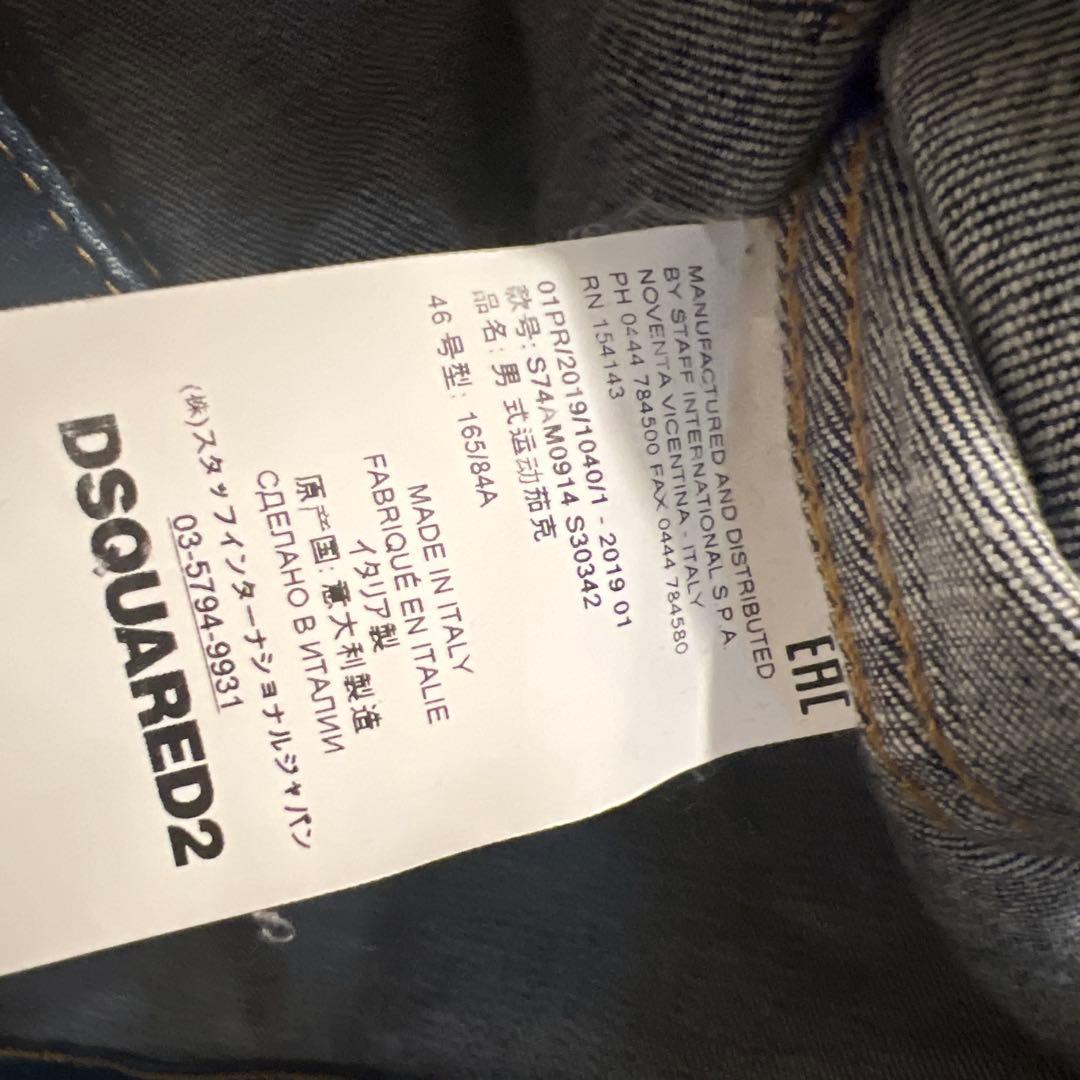 EAC
MANUFACTURED AND DISTRIBUTED
BY STAFF INTERNATIONAL S.P.A.
NOVENTA VICENTINA - ITALY
PH 0444 784500 FAX 0444 784580
RN 154143
01PR/2019/1040/1 - 2019 01
款号: S74AM0914 S30342
品名: 男式运动茄克
46 号型: 165/84A
MADE IN ITALY
FABRIQUÉ EN ITALIE
イタリア製
原产国: 意大利製造
СДЕЛАНО В ИТАЛИИ
(株)スタッフインターナショナルジャパン
03-5794-9931
DSQUARED2